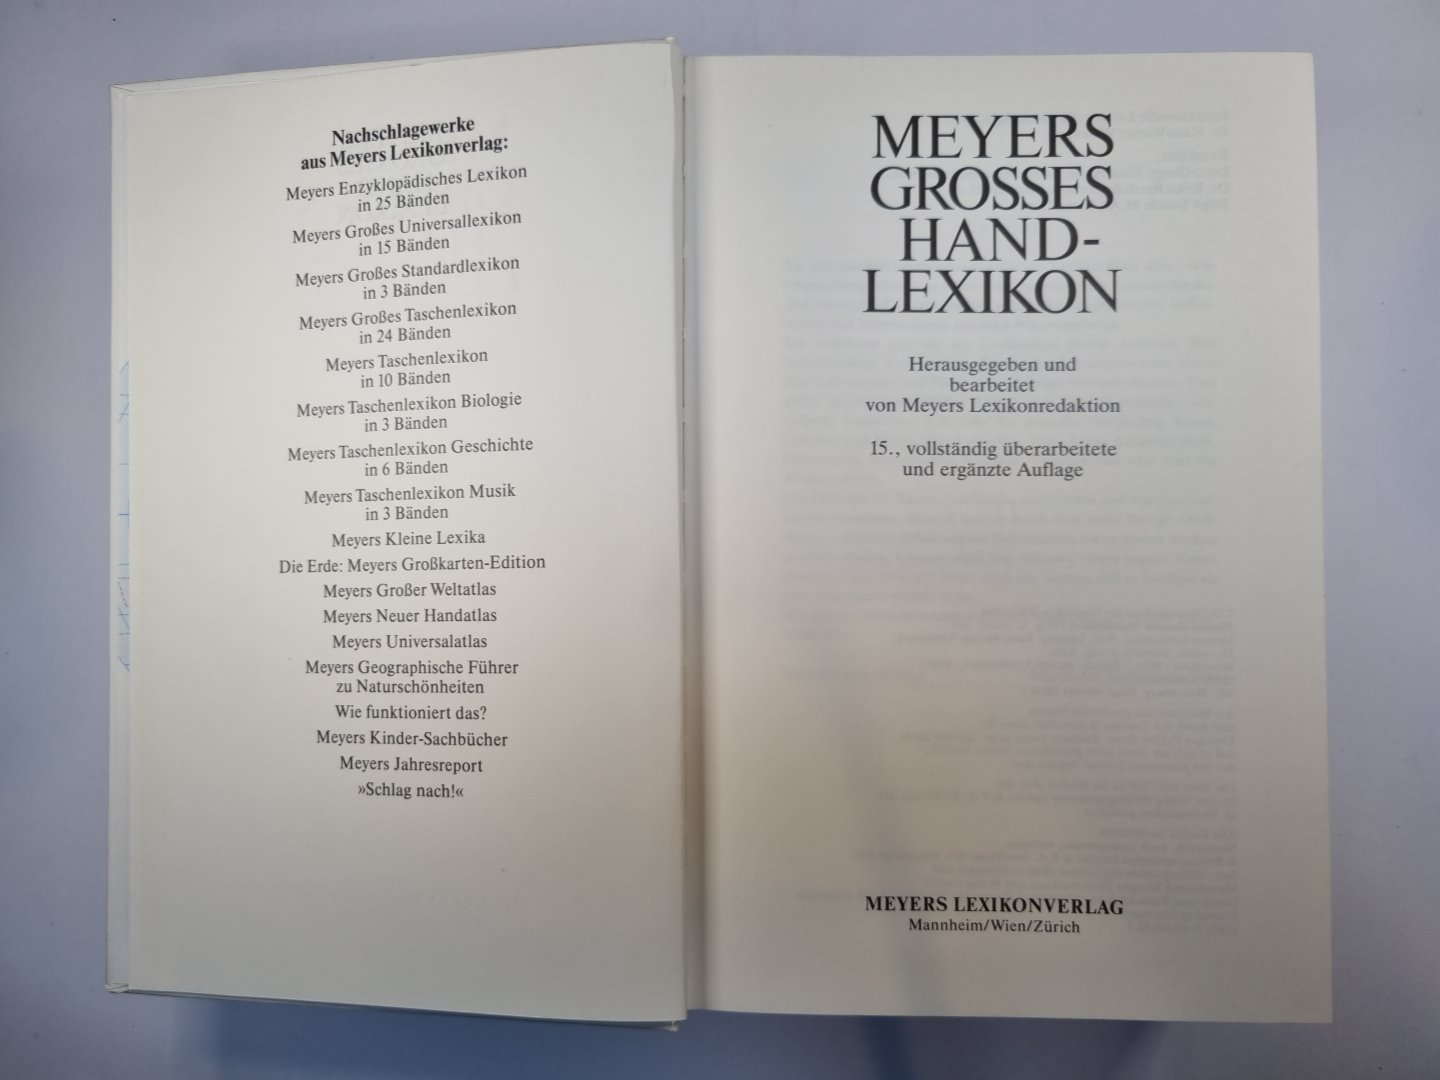 Nachschlagewerke
aus Meyers Lexikonverlag:
Meyers Enzyklopädisches Lexikon
in 25 Bänden
Meyers Großes Universallexikon
in 15 Bänden
Meyers Großes Standardlexikon
in 3 Bänden
Meyers Großes Taschenlexikon
in 24 Bänden
Meyers Taschenlexikon
in 10 Bänden
Meyers Taschenlexikon Biologie
in 3 Bänden
Meyers Taschenlexikon Geschichte
in 6 Bänden
Meyers Taschenlexikon Musik
in 3 Bänden
Meyers Kleine Lexika
Die Erde: Meyers Großkarten-Edition
Meyers Großer Weltatlas
Meyers Neuer Handatlas
Meyers Universalatlas
Meyers Geographische Führer
zu Naturschönheiten
Wie funktioniert das?
Meyers Kinder-Sachbücher
Meyers Jahresreport
»Schlag nach!«
MEYERS
GROSSES
HAND-
LEXIKON
Herausgegeben und
bearbeitet
von Meyers Lexikonredaktion
15., vollständig überarbeitete
und ergänzte Auflage
MEYERS LEXIKONVERLAG
Mannheim/Wien/Zürich